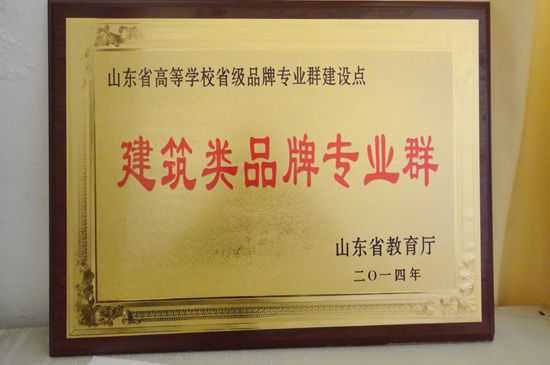 山东省高等学校省级品牌专业群建设点
建筑类品牌专业群
山东省教育厅
二〇一四年